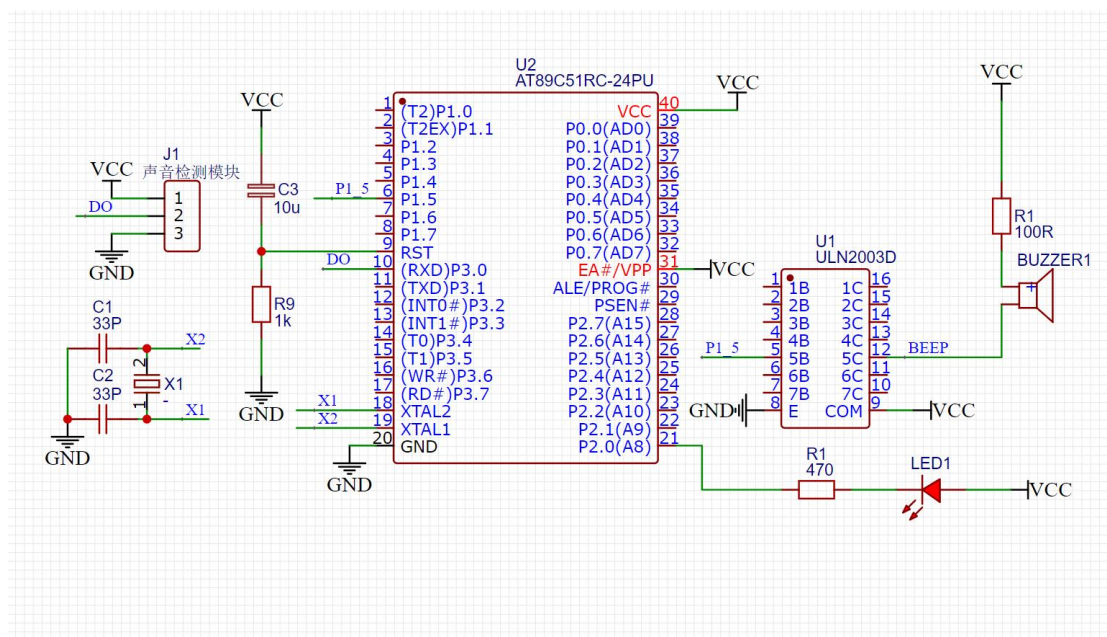 U2
AT89C51RC-24PU
VCC
J1
声音检测模块
VCC
DO
GND
1
2
3
C1
33P
C2
33P
X2
X1
2
1
X1
-
GND
VCC
C3
10u
R9
1k
GND
P1_5
DO
X1
X2
GND
1 (T2)P1.0
2 (T2EX)P1.1
3 P1.2
4 P1.3
5 P1.4
6 P1.5
7 P1.6
8 P1.7
9 RST
10 (RXD)P3.0
11 (TXD)P3.1
12 (INT0#)P3.2
13 (INT1#)P3.3
14 (T0)P3.4
15 (T1)P3.5
16 (WR#)P3.6
17 (RD#)P3.7
18 XTAL2
19 XTAL1
20 GND
VCC 40
P0.0(AD0) 39
P0.1(AD1) 38
P0.2(AD2) 37
P0.3(AD3) 36
P0.4(AD4) 35
P0.5(AD5) 34
P0.6(AD6) 33
P0.7(AD7) 32
EA#/VPP 31
ALE/PROG# 30
PSEN# 29
P2.7(A15) 28
P2.6(A14) 27
P2.5(A13) 26
P2.4(A12) 25
P2.3(A11) 24
P2.2(A10) 23
P2.1(A9) 22
P2.0(A8) 21
VCC
VCC
U1
ULN2003D
1 1B
2 2B
3 3B
4 4B
5 5B
6 6B
7 7B
8 E
1C 16
2C 15
3C 14
4C 13
5C 12
6C 11
7C 10
COM 9
P1_5
GND
BEEP
VCC
VCC
R1
100R
BUZZER1
+
R1
470
LED1
VCC